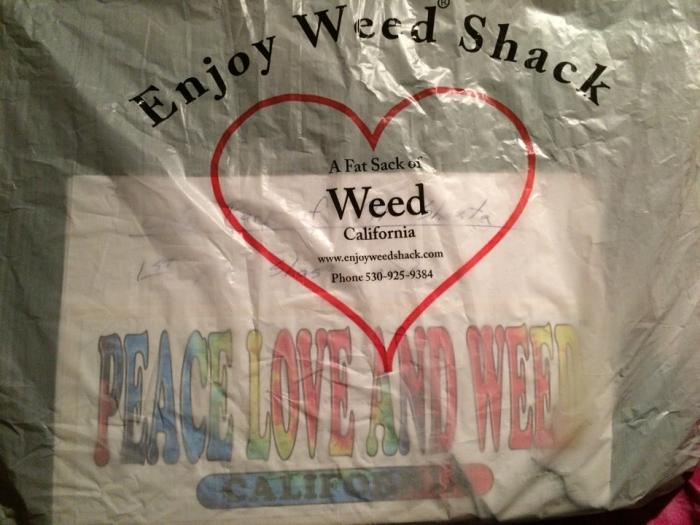 Enjoy Weed® Shack
A Fat Sack of
Weed
California
www.enjoyweedshack.com
Phone 530-925-9384
PEACE LOVE AND WEED
CALIFORNIA